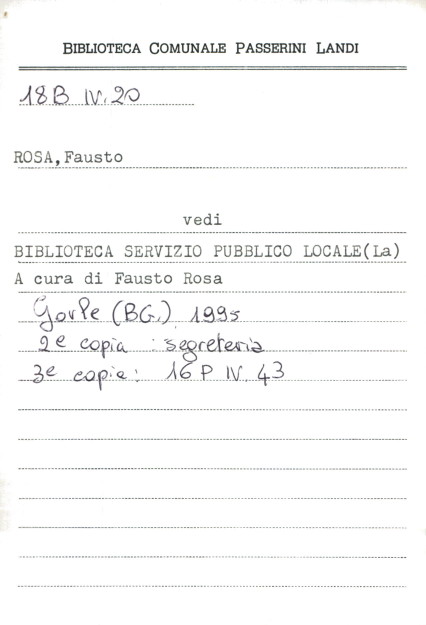 BIBLIOTECA COMUNALE PASSERINI LANDI
18B IV.20
ROSA,Fausto
vedi
BIBLIOTECA SERVIZIO PUBBLICO LOCALE(La)
A cura di Fausto Rosa
Gorle (BG.) 1995
2e copia : segreteria
3e copia: 16 P IV. 43